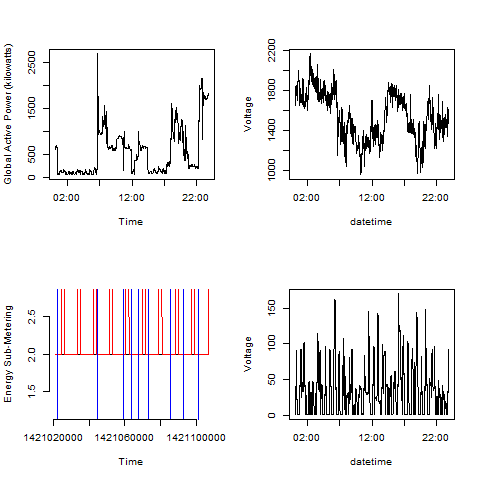 Global Active Power (kilowatts)
0 500 1500 2500
02:00 12:00 22:00
Time
Voltage
1000 1400 1800 2200
02:00 12:00 22:00
datetime
Energy Sub-Metering
1.5 2.0 2.5
1421020000 1421060000 1421100000
Time
Voltage
0 50 100 150
02:00 12:00 22:00
datetime